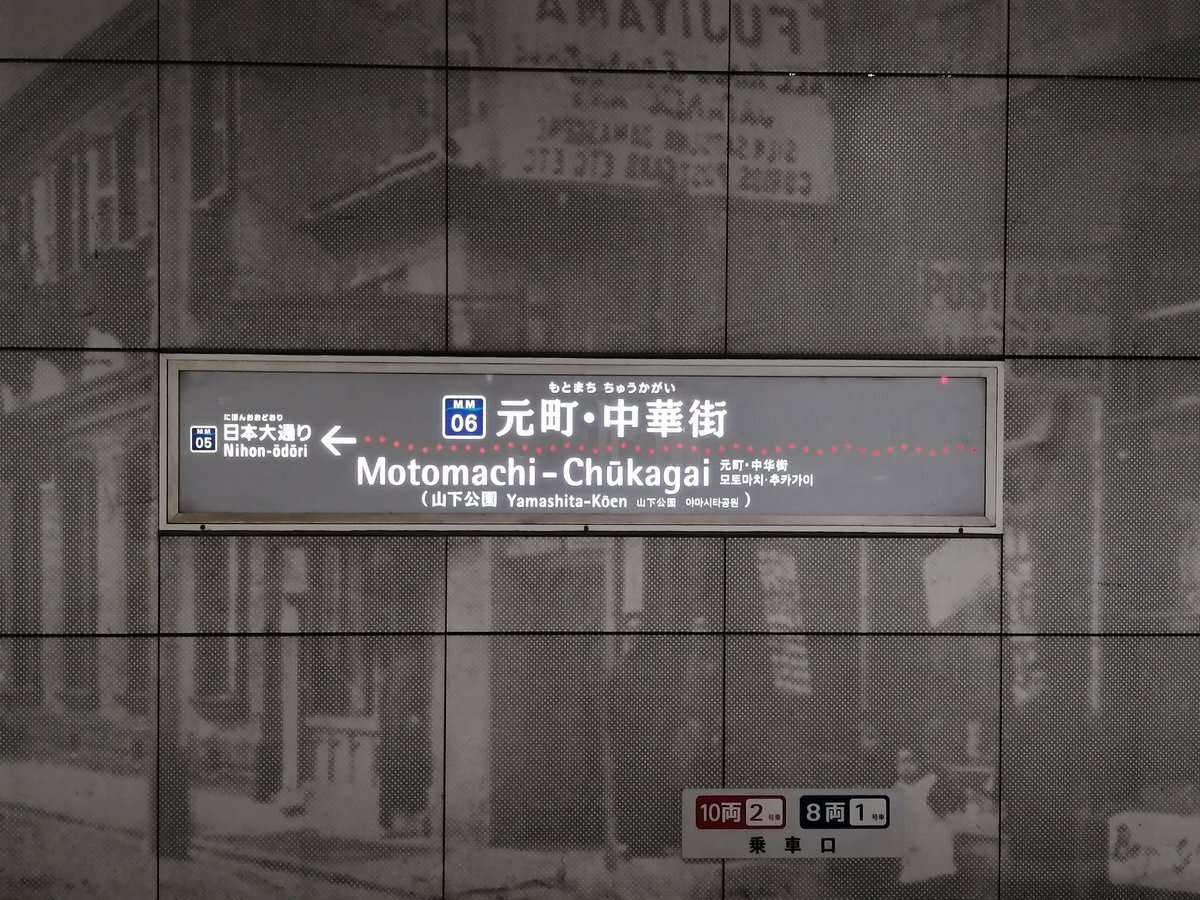 FUJIYAMA
POST CARD
もとまち ちゅうかがい
MM 06 元町・中華街
にほんおおどおり
MM 05 日本大通り
Nihon-ōdōri
Motomachi-Chūkagai
元町・中华街
모토마치·추카가이
(山下公園 Yamashita-Kōen 山下公园 야마시타공원)
10両 2号車 8両 1号車
乗車口